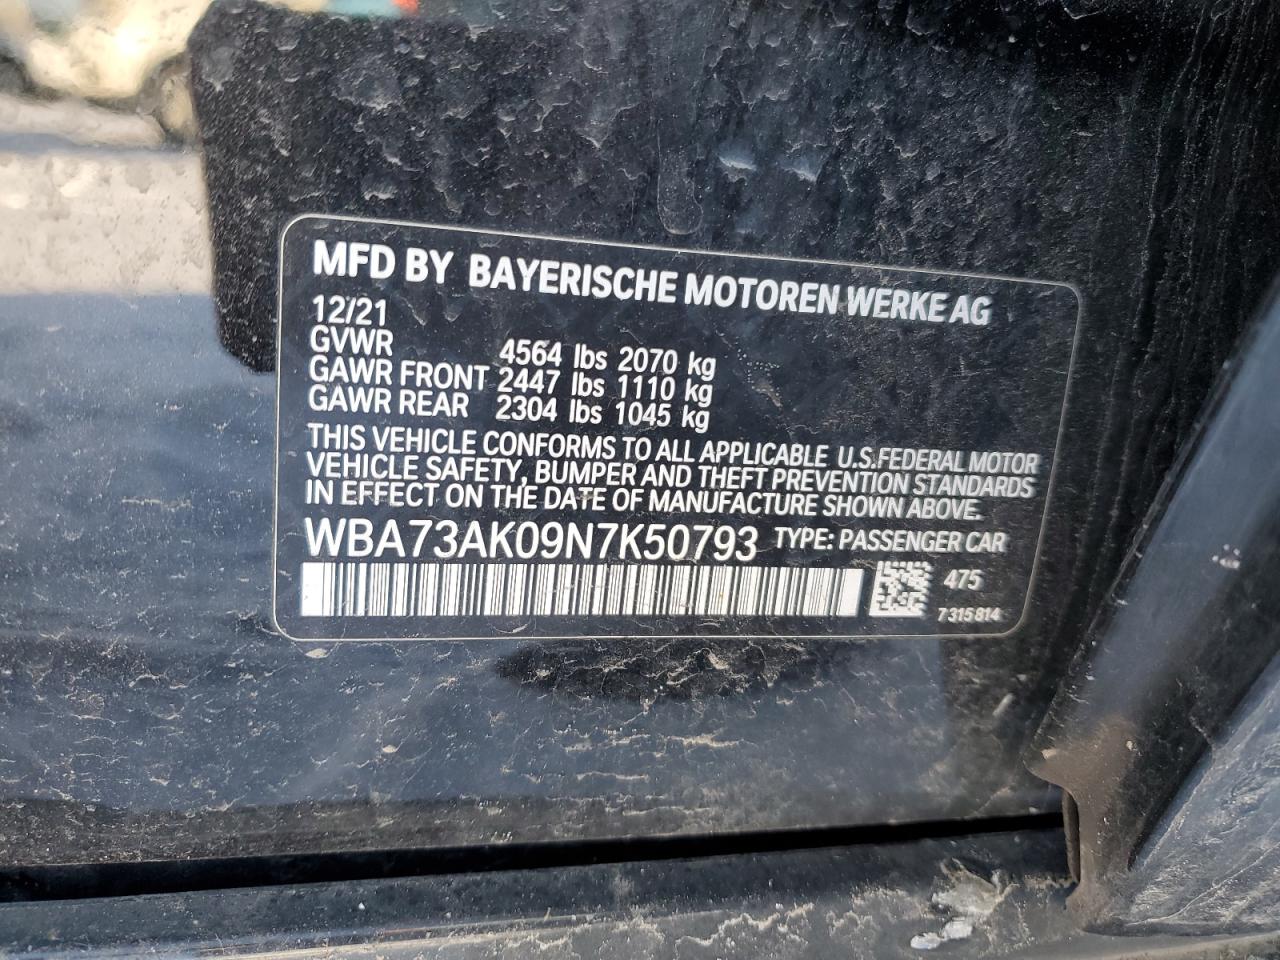 MFD BY BAYERISCHE MOTOREN WERKE AG
12/21
GVWR 4564 lbs 2070 kg
GAWR FRONT 2447 lbs 1110 kg
GAWR REAR 2304 lbs 1045 kg
THIS VEHICLE CONFORMS TO ALL APPLICABLE U.S.FEDERAL MOTOR
VEHICLE SAFETY, BUMPER AND THEFT PREVENTION STANDARDS
IN EFFECT ON THE DATE OF MANUFACTURE SHOWN ABOVE.
WBA73AK09N7K50793 TYPE: PASSENGER CAR
475
7 315 814